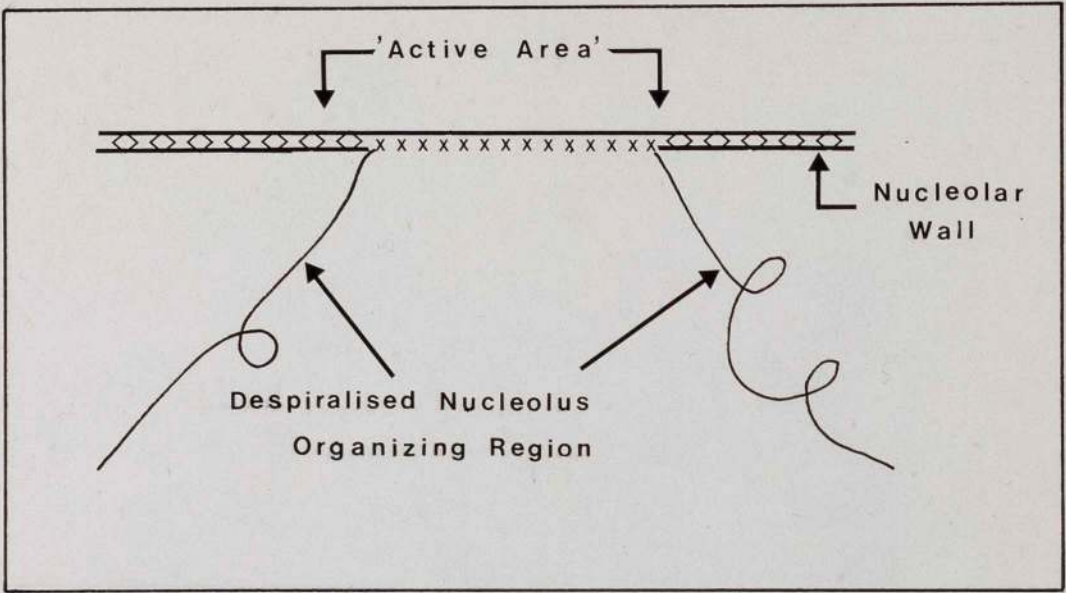 'Active Area'
x x x x x x x x x x x x x x
Nucleolar
Wall
Despiralised Nucleolus
Organizing Region